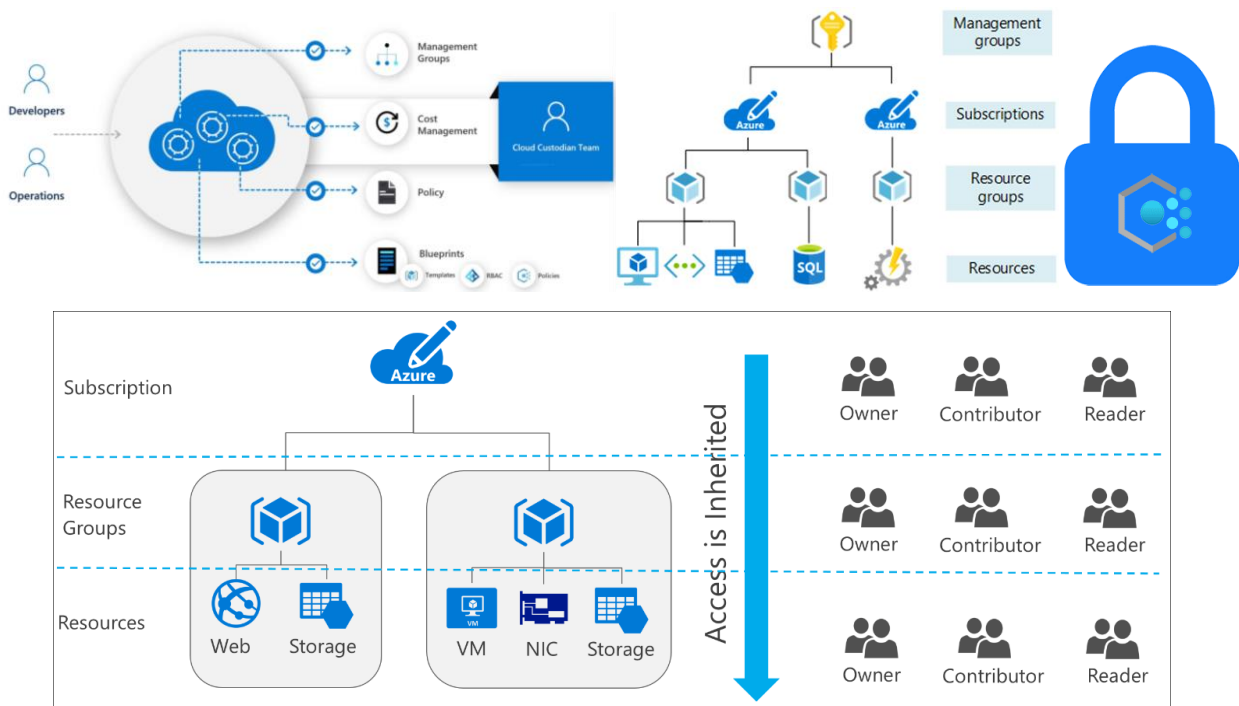 Developers
Operations
Management
Groups
Cost
Management
Policy
Blueprints
Templates
RBAC
Policies
Cloud Custodian Team
Management
groups
Azure
Azure
Subscriptions
Resource
groups
SQL
Resources
Subscription
Azure
Resource
Groups
Resources
Web
Storage
VM
VM
NIC
Storage
Access is Inherited
Owner
Contributor
Reader
Owner
Contributor
Reader
Owner
Contributor
Reader